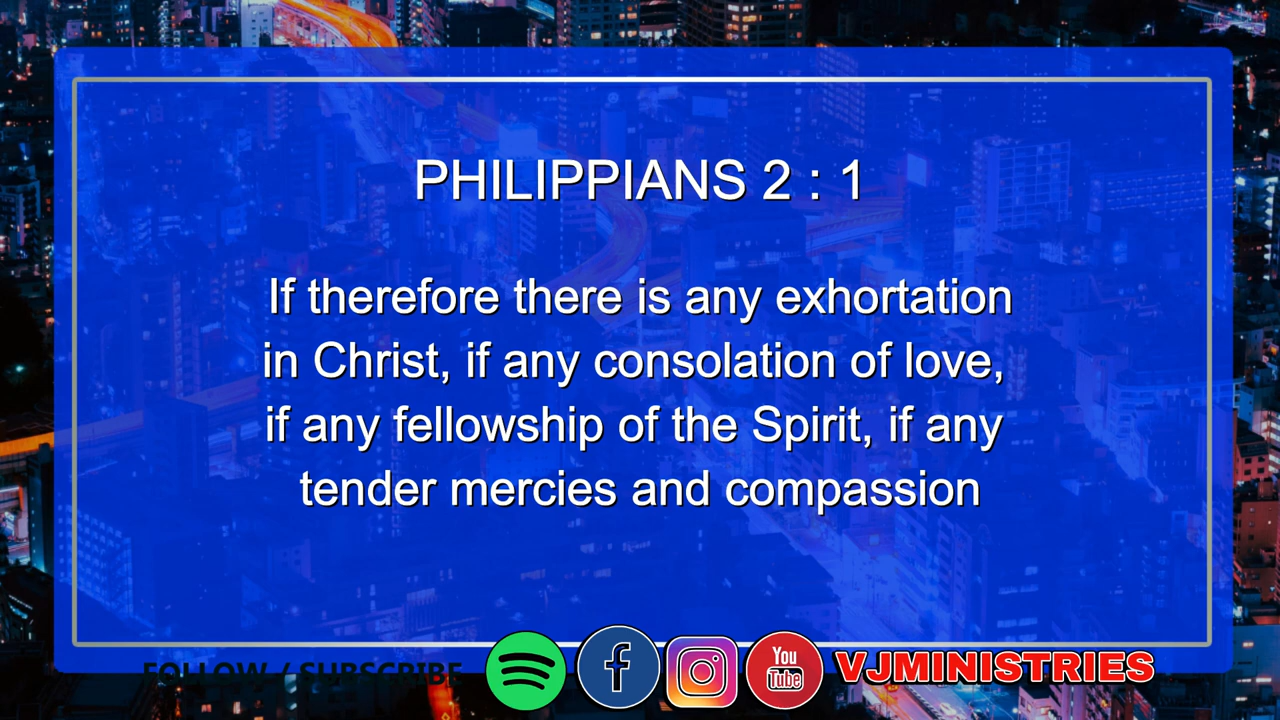 PHILIPPIANS 2 : 1
If therefore there is any exhortation
in Christ, if any consolation of love,
if any fellowship of the Spirit, if any
tender mercies and compassion
FOLLOW / SUBSCRIBE
You
Tube
VJMINISTRIES